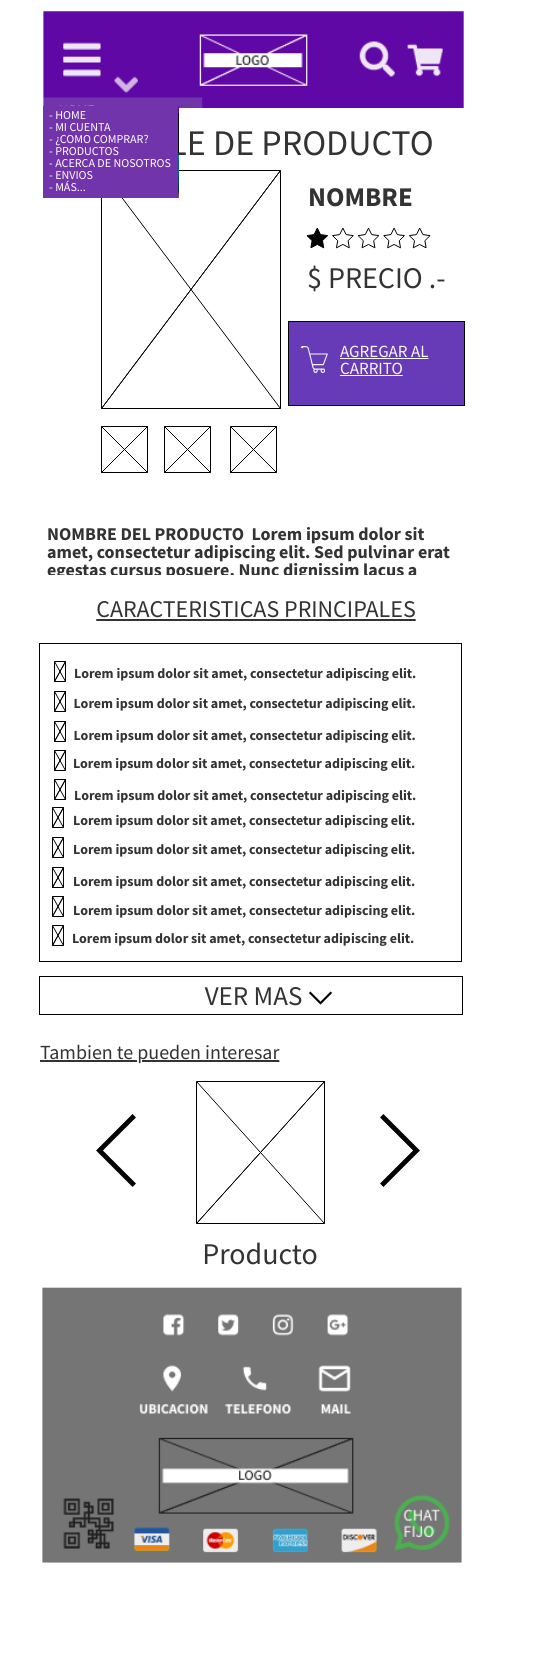 LOGO
- HOME
- MI CUENTA
- ¿COMO COMPRAR?
- PRODUCTOS
- ACERCA DE NOSOTROS
- ENVIOS
- MÁS...
LE DE PRODUCTO
NOMBRE
$ PRECIO .-
AGREGAR AL
CARRITO
NOMBRE DEL PRODUCTO Lorem ipsum dolor sit
amet, consectetur adipiscing elit. Sed pulvinar erat
egestas cursus posuere. Nunc dignissim lacus a
CARACTERISTICAS PRINCIPALES
Lorem ipsum dolor sit amet, consectetur adipiscing elit.
Lorem ipsum dolor sit amet, consectetur adipiscing elit.
Lorem ipsum dolor sit amet, consectetur adipiscing elit.
Lorem ipsum dolor sit amet, consectetur adipiscing elit.
Lorem ipsum dolor sit amet, consectetur adipiscing elit.
Lorem ipsum dolor sit amet, consectetur adipiscing elit.
Lorem ipsum dolor sit amet, consectetur adipiscing elit.
Lorem ipsum dolor sit amet, consectetur adipiscing elit.
Lorem ipsum dolor sit amet, consectetur adipiscing elit.
Lorem ipsum dolor sit amet, consectetur adipiscing elit.
VER MAS
Tambien te pueden interesar
Producto
G+
UBICACION TELEFONO MAIL
LOGO
VISA MasterCard AMERICAN EXPRESS DISCOVER
CHAT
FIJO